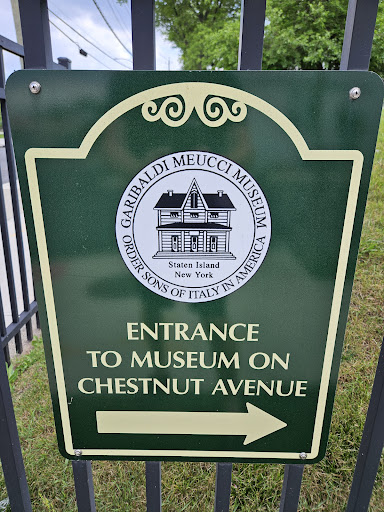 GARIBALDI MEUCCI MUSEUM
Staten Island
New York
ORDER SONS OF ITALY IN AMERICA
ENTRANCE
TO MUSEUM ON
CHESTNUT AVENUE